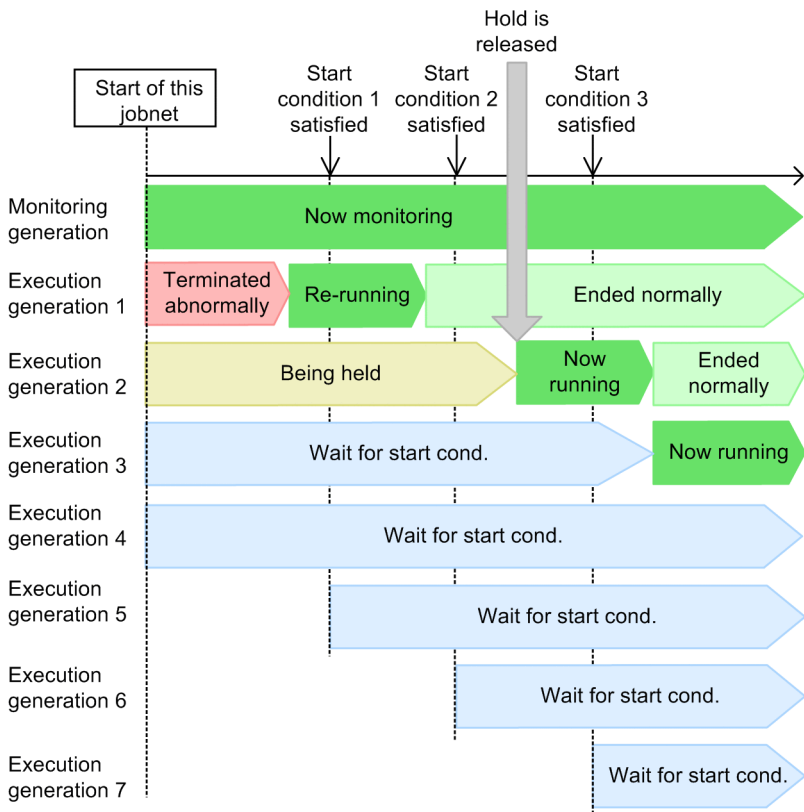 Hold is
released
Start of this
jobnet
Start
condition 1
satisfied
Start
condition 2
satisfied
Start
condition 3
satisfied
Monitoring
generation
Now monitoring
Execution
generation 1
Terminated
abnormally
Re-running
Ended normally
Execution
generation 2
Being held
Now
running
Ended
normally
Execution
generation 3
Wait for start cond.
Now running
Execution
generation 4
Wait for start cond.
Execution
generation 5
Wait for start cond.
Execution
generation 6
Wait for start cond.
Execution
generation 7
Wait for start cond.